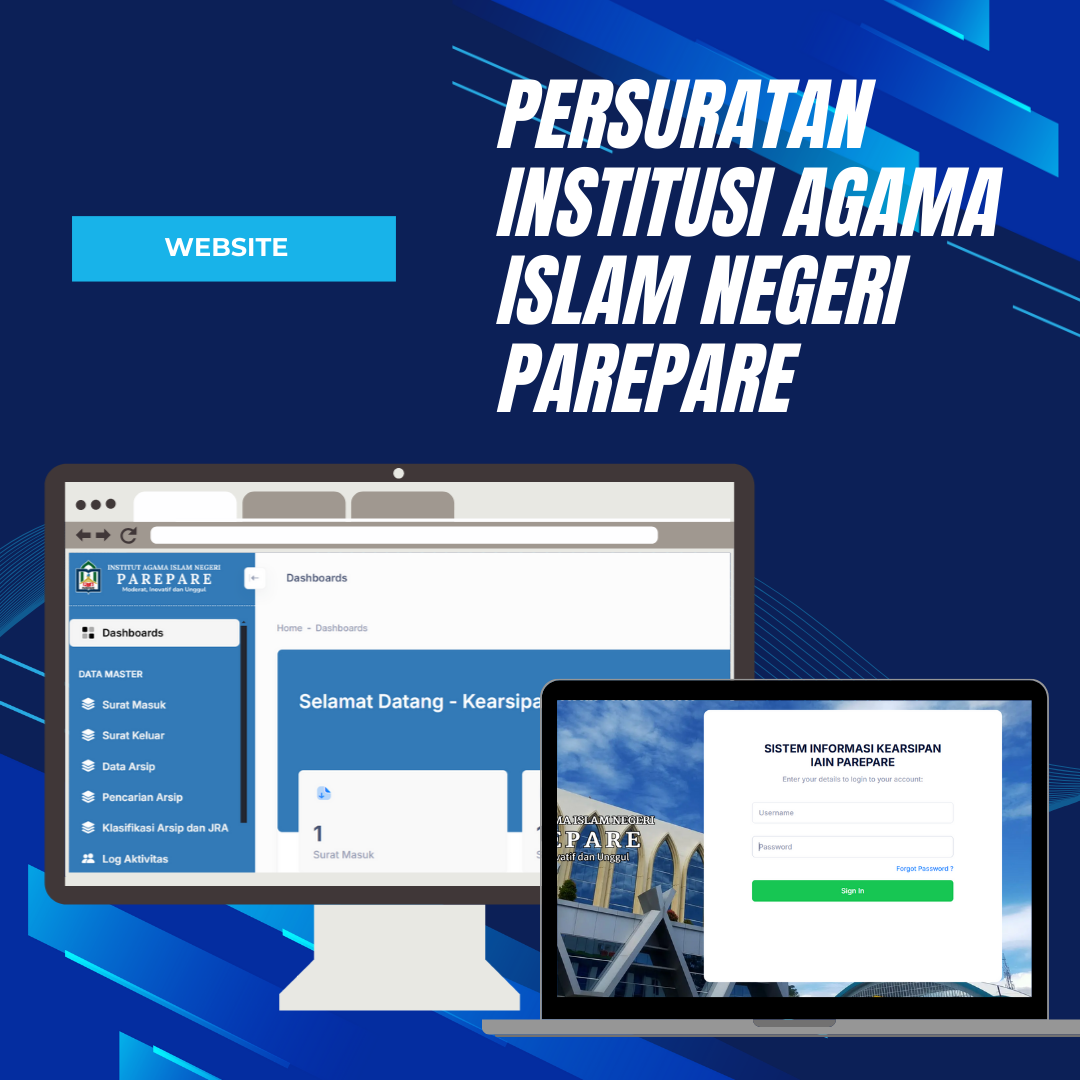 PERSURATAN
INSTITUSI AGAMA
ISLAM NEGERI
PAREPARE
WEBSITE
INSTITUT AGAMA ISLAM NEGERI
PAREPARE
Moderat, Inovatif dan Unggul
Dashboards
Home - Dashboards
Dashboards
DATA MASTER
Surat Masuk
Surat Keluar
Data Arsip
Pencarian Arsip
Klasifikasi Arsip dan JRA
Log Aktivitas
Selamat Datang - Kearsipa
1
Surat Masuk
MA ISLAM NEGERI
EPARE
vatif dan Unggul
SISTEM INFORMASI KEARSIPAN
IAIN PAREPARE
Enter your details to login to your account:
Username
Password
Forgot Password ?
Sign In